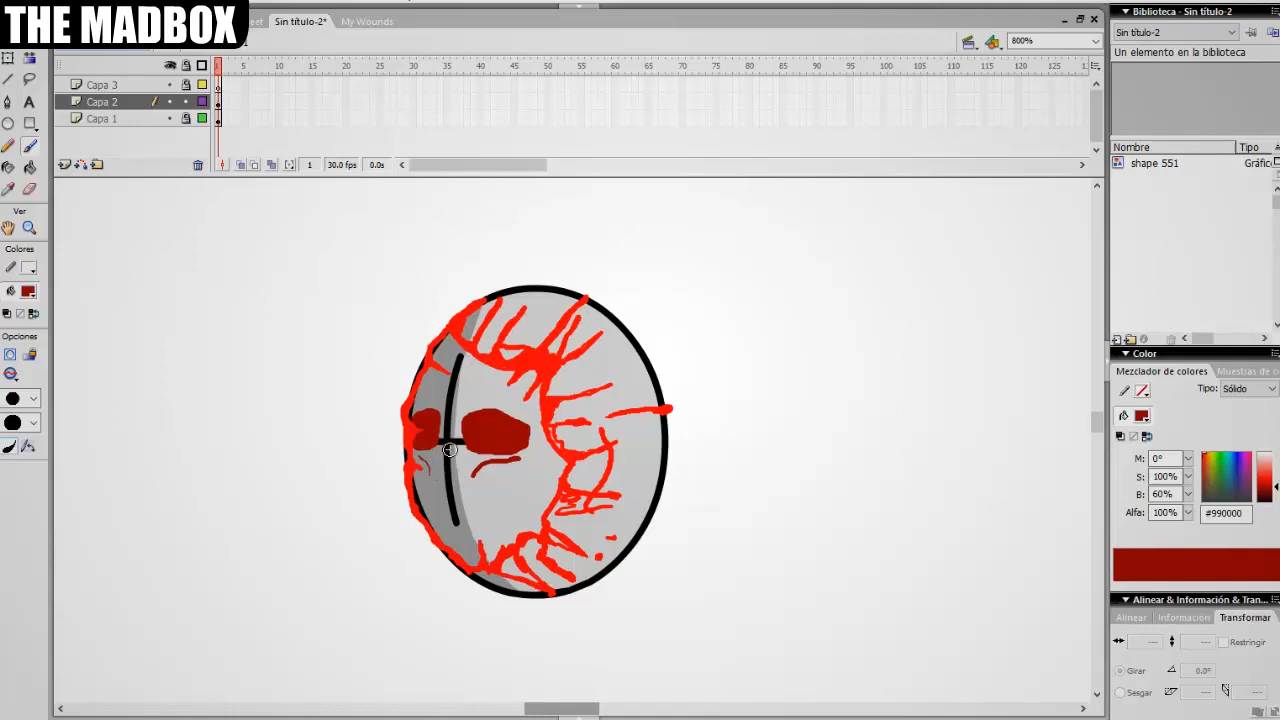 THE MADBOX
eet Sin título-2* My Wounds
1
800%
Capa 3
Capa 2
Capa 1
5 10 15 20 25 30 35 40 45 50 55 60 65 70 75 80 85 90 95 100 105 110 115 120 125 1
1 30.0 fps 0.0s
Ver
Colores
Opciones
Biblioteca - Sin título-2
Sin título-2
Un elemento en la biblioteca
Nombre Tipo
shape 551 Gráfic
Color
Mezclador de colores Muestras de
Tipo: Sólido
M: 0°
S: 100%
B: 60%
Alfa: 100% #990000
Alinear & Información & Tran...
Alinear Información Transformar
Restringir
Girar 0.0°
Sesgar